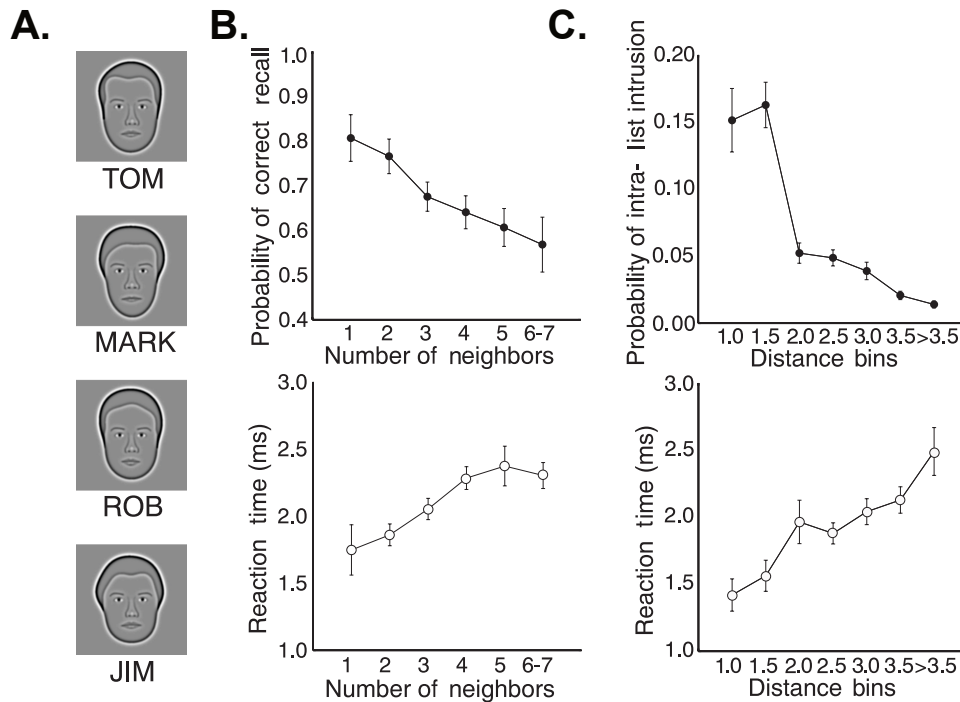 A.
TOM
MARK
ROB
JIM
B.
Probability of correct recall
1.0
0.9
0.8
0.7
0.6
0.5
0.4
1 2 3 4 5 6-7
Number of neighbors
Reaction time (ms)
3.0
2.5
2.0
1.5
1.0
1 2 3 4 5 6-7
Number of neighbors
C.
Probability of intra- list intrusion
0.20
0.15
0.10
0.05
0.00
1.0 1.5 2.0 2.5 3.0 3.5 >3.5
Distance bins
Reaction time (ms)
3.0
2.5
2.0
1.5
1.0
1.0 1.5 2.0 2.5 3.0 3.5 >3.5
Distance bins